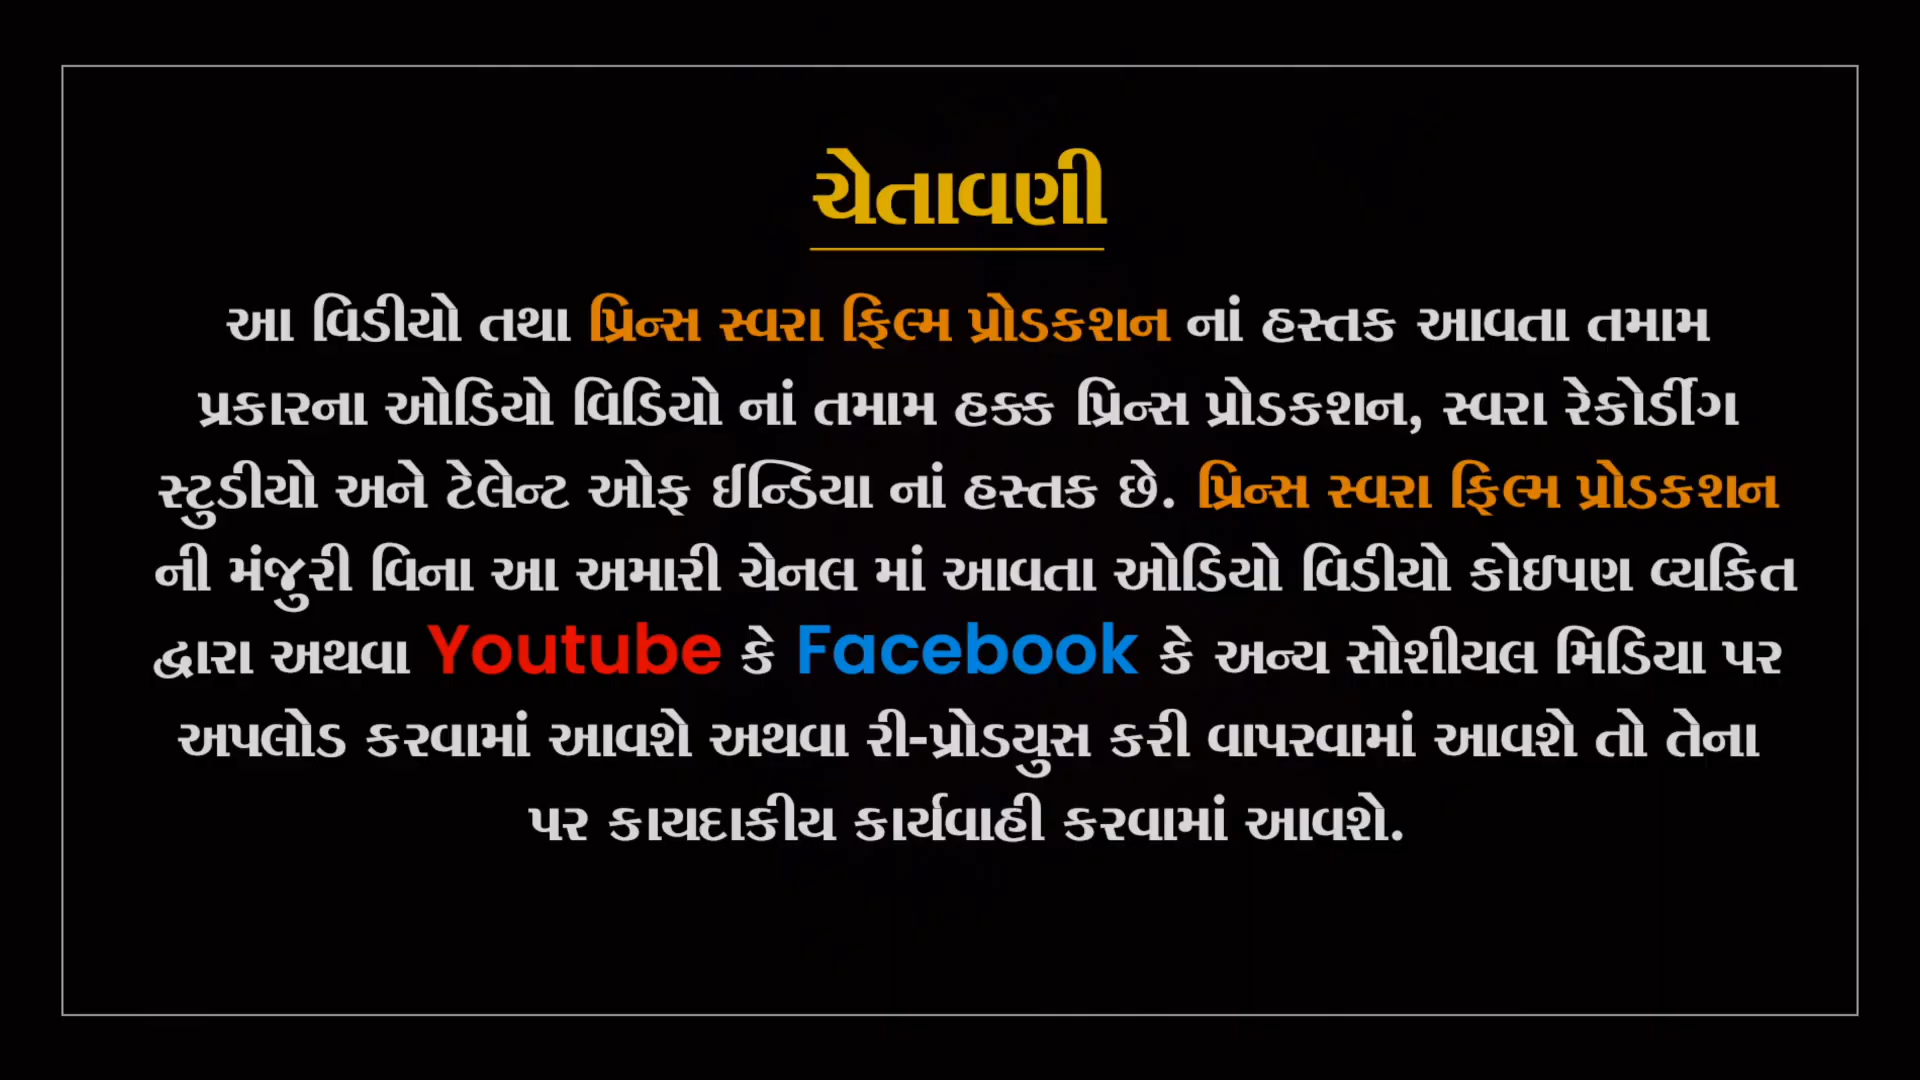 ચેતાવણી
આ વિડીયો તથા પ્રિન્સ સ્વરા ફિલ્મ પ્રોડકશન નાં હસ્તક આવતા તમામ
પ્રકારના ઓડિયો વિડિયો નાં તમામ હક્ક પ્રિન્સ પ્રોડકશન, સ્વરા રેકોર્ડીંગ
સ્ટુડીયો અને ટેલેન્ટ ઓફ ઈન્ડિયા નાં હસ્તક છે. પ્રિન્સ સ્વરા ફિલ્મ પ્રોડકશન
ની મંજુરી વિના આ અમારી ચેનલ માં આવતા ઓડિયો વિડીયો કોઇપણ વ્યકિત
દ્વારા અથવા Youtube કે Facebook કે અન્ય સોશીયલ મિડિયા પર
અપલોડ કરવામાં આવશે અથવા રી-પ્રોડયુસ કરી વાપરવામાં આવશે તો તેના
પર કાયદાકીય કાર્યવાહી કરવામાં આવશે.